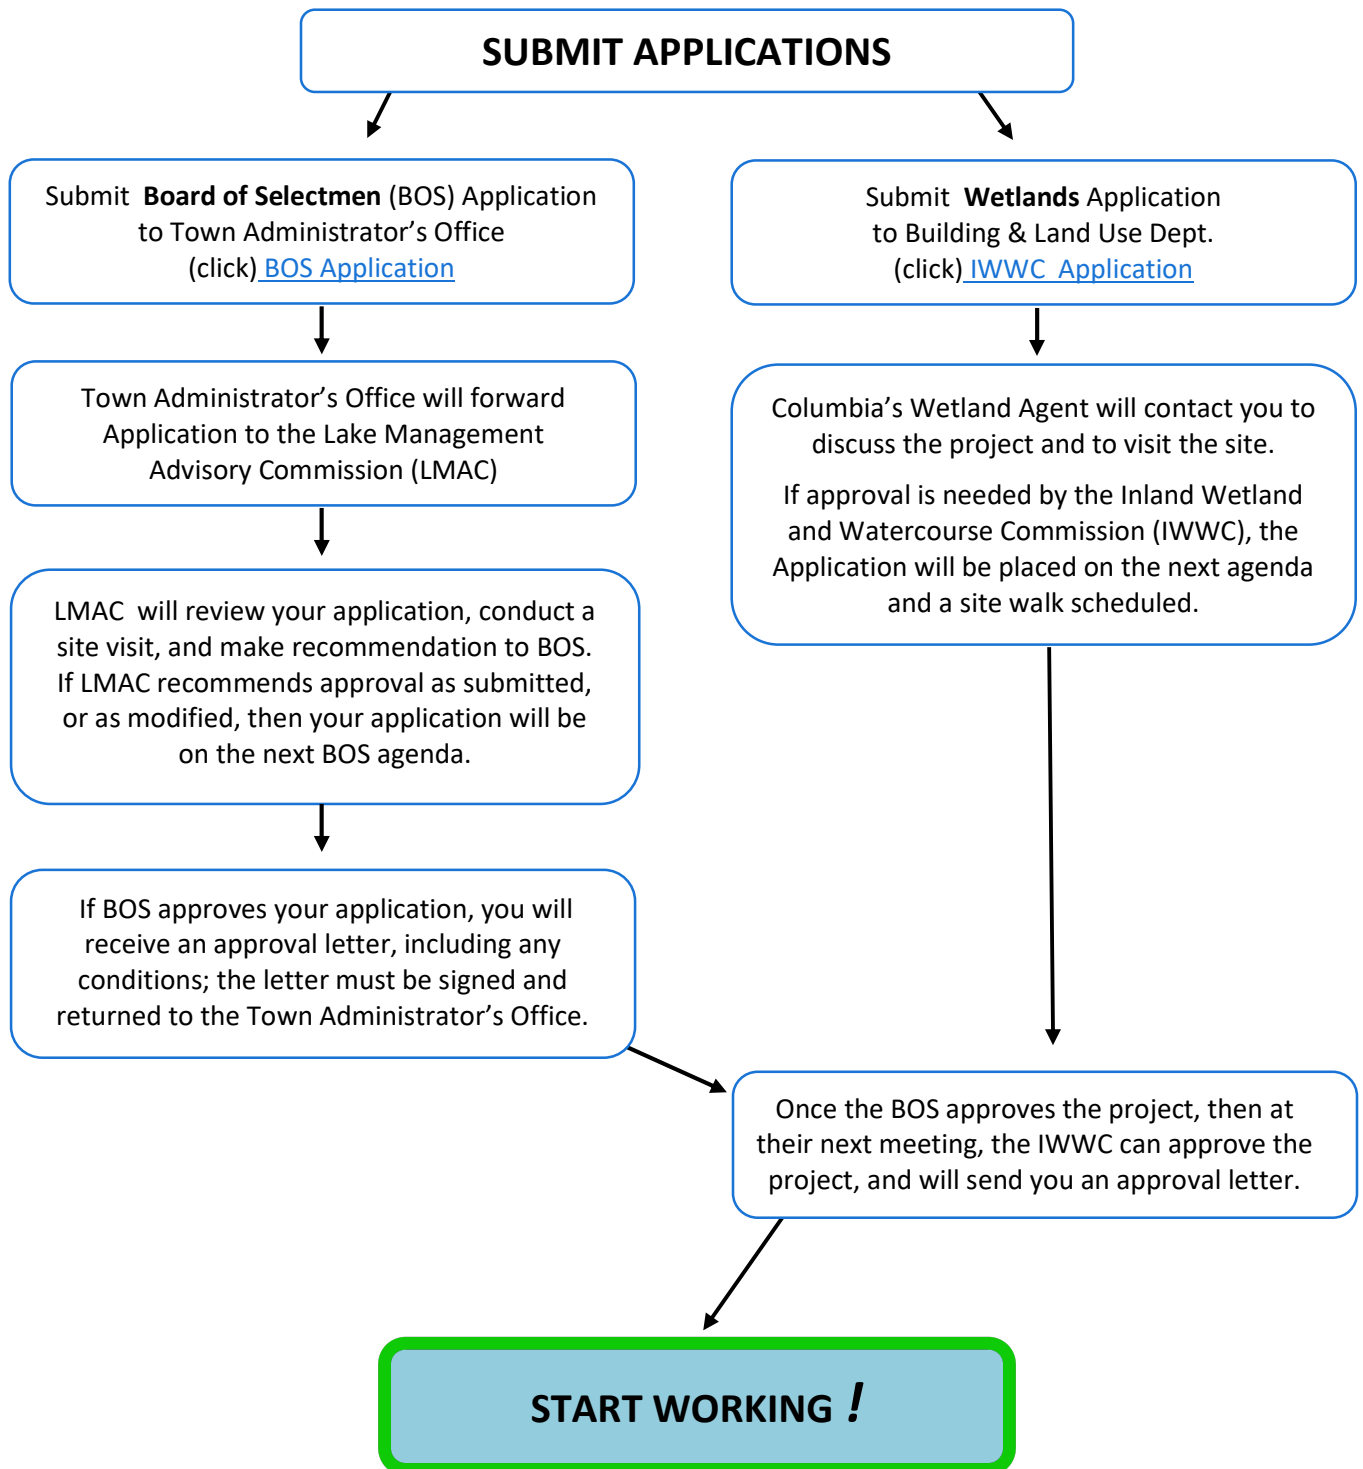 SUBMIT APPLICATIONS
Submit Board of Selectmen (BOS) Application
to Town Administrator's Office
(click) BOS Application
Submit Wetlands Application
to Building & Land Use Dept.
(click) IWWC Application
Town Administrator's Office will forward
Application to the Lake Management
Advisory Commission (LMAC)
Columbia's Wetland Agent will contact you to
discuss the project and to visit the site.
If approval is needed by the Inland Wetland
and Watercourse Commission (IWWC), the
Application will be placed on the next agenda
and a site walk scheduled.
LMAC will review your application, conduct a
site visit, and make recommendation to BOS.
If LMAC recommends approval as submitted,
or as modified, then your application will be
on the next BOS agenda.
If BOS approves your application, you will
receive an approval letter, including any
conditions; the letter must be signed and
returned to the Town Administrator's Office.
Once the BOS approves the project, then at
their next meeting, the IWWC can approve the
project, and will send you an approval letter.
START WORKING !